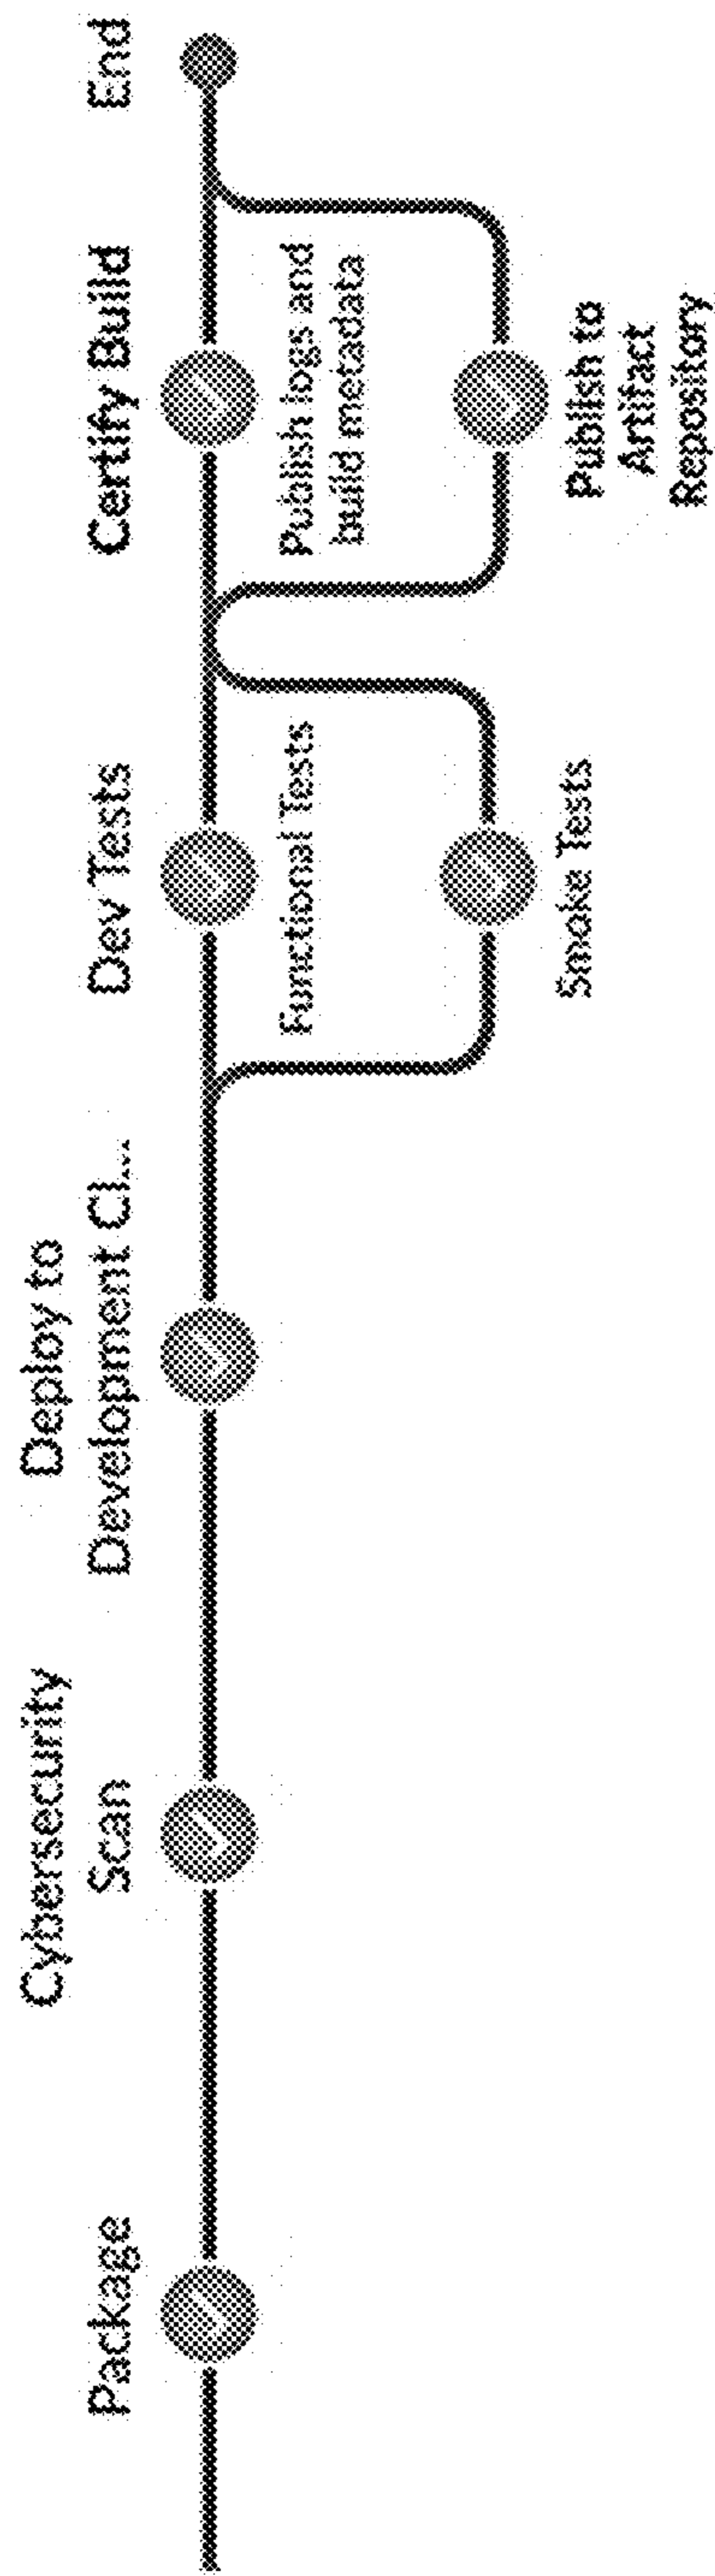 Package
Cybersecurity
Scan
Deploy to
Development Cl...
Dev Tests
Functional Tests
Smoke Tests
Certify Build
Publish logs and
build metadata
Publish to
Artifact
Repository
End